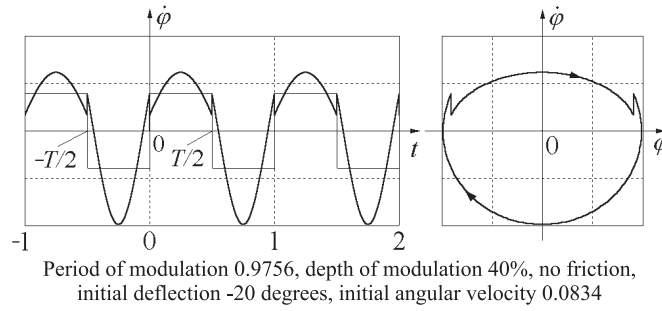 φ̇ φ̇
0 0
-T/2 T/2 t φ
-1 0 1 2
Period of modulation 0.9756, depth of modulation 40%, no friction,
initial deflection -20 degrees, initial angular velocity 0.0834